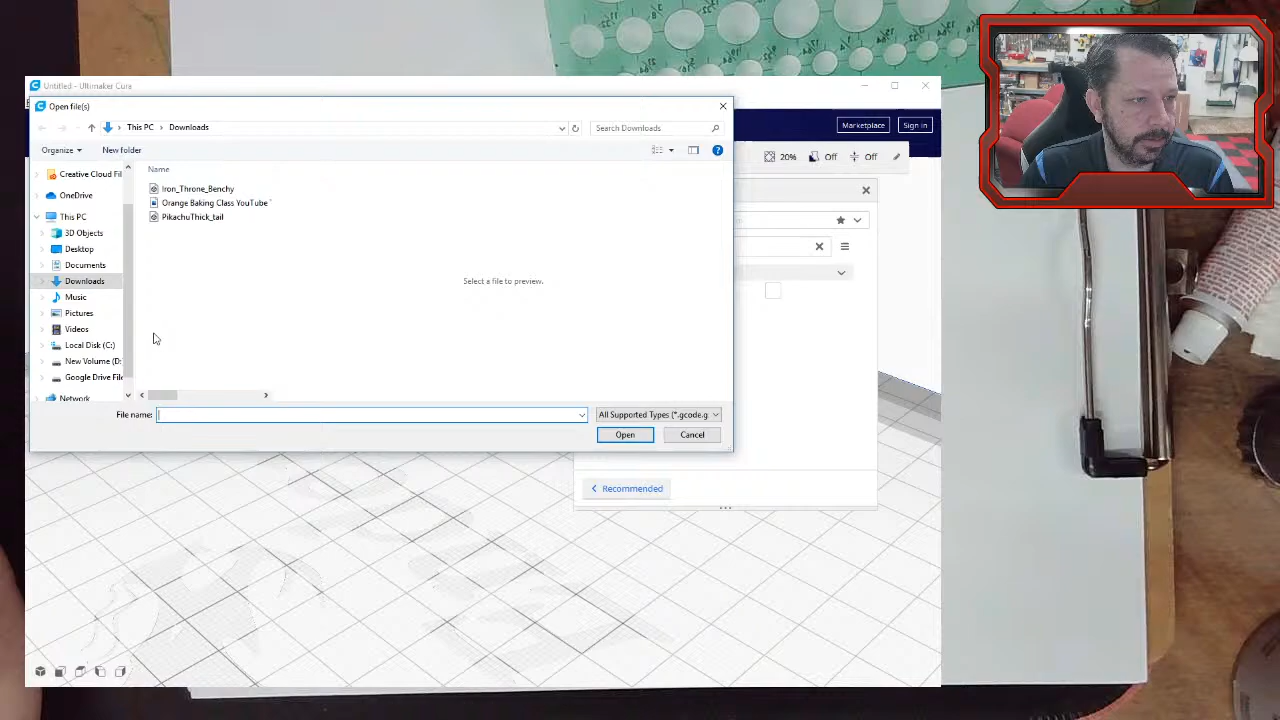 Untitled - Ultimaker Cura
Open file(s)
This PC
Downloads
Search Downloads
Marketplace
Sign in
Organize
New folder
20%
Off
Off
Name
Creative Cloud Fil
Iron_Throne_Benchy
OneDrive
Orange Baking Class YouTube
This PC
PikachuThick_tail
3D Objects
Desktop
Documents
Downloads
Select a file to preview.
Music
Pictures
Videos
Local Disk (C:)
New Volume (D:
Google Drive File
Network
File name:
All Supported Types (*.gcode.g
Open
Cancel
Recommended